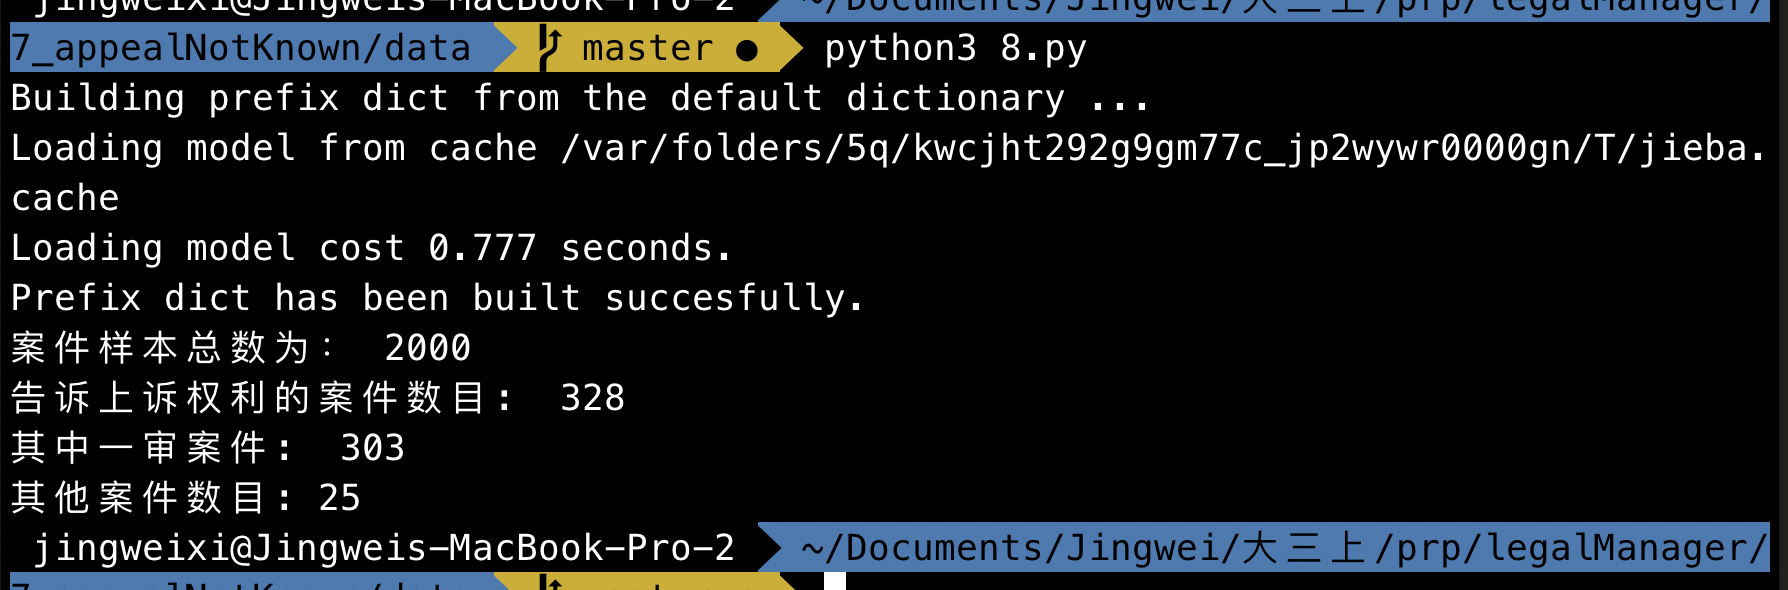 jingweixi@Jingweis-MacBook-Pro-2 ~/Documents/Jingwei/大三上/prp/legalManager/
7_appealNotKnown/data master ● python3 8.py
Building prefix dict from the default dictionary ...
Loading model from cache /var/folders/5q/kwcjht292g9gm77c_jp2wywr0000gn/T/jieba.
cache
Loading model cost 0.777 seconds.
Prefix dict has been built succesfully.
案件样本总数为： 2000
告诉上诉权利的案件数目: 328
其中一审案件: 303
其他案件数目: 25
jingweixi@Jingweis-MacBook-Pro-2 ~/Documents/Jingwei/大三上/prp/legalManager/
7_appealNotKnown/data master